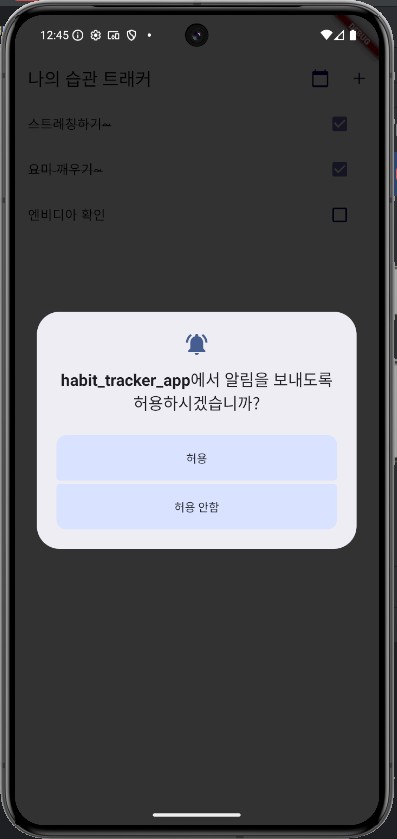 12:45
나의 습관 트래커
스트레칭하기~
요미 깨우기~
엔비디아 확인
habit_tracker_app에서 알림을 보내도록
허용하시겠습니까?
허용
허용 안함